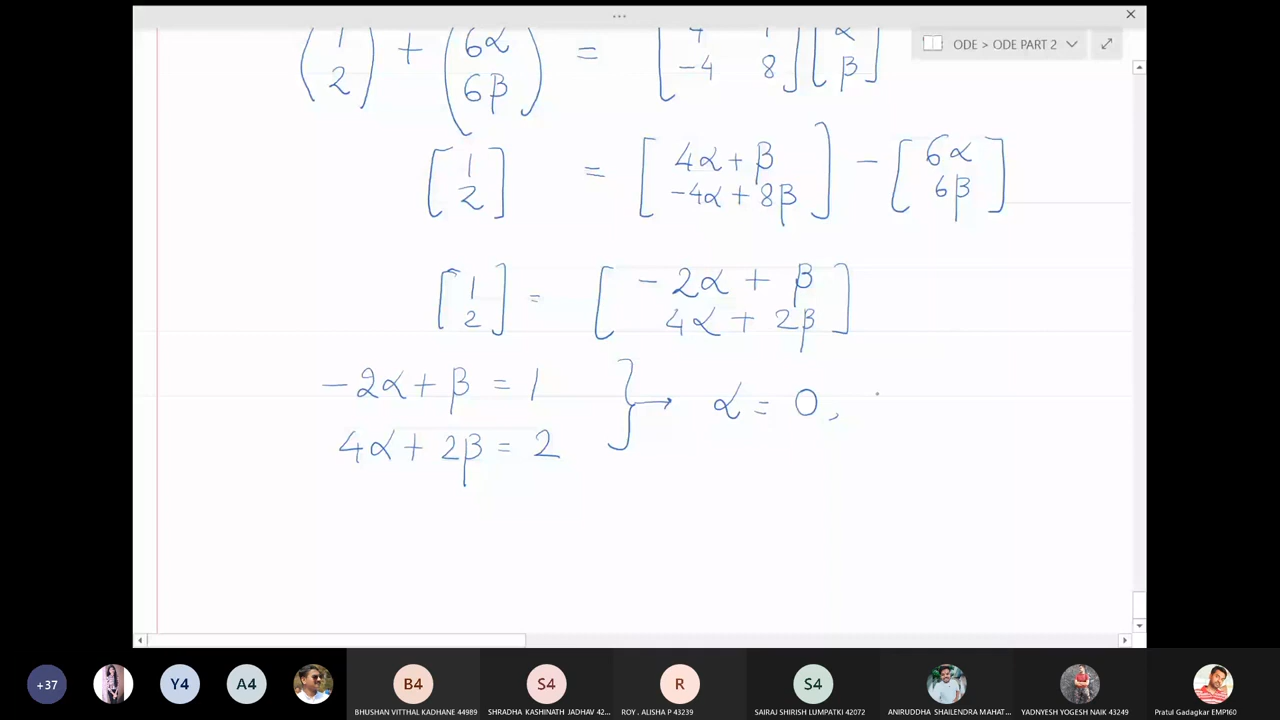 ODE > ODE PART 2
(1 2) + (6α 6β) = [ −4 8 ] [α β]
[1 2] = [4α + β −4α + 8β] − [6α 6β]
[1 2] = [−2α + β 4α + 2β]
−2α + β = 1
4α + 2β = 2 } → α = 0,
+37 Y4 A4 B4 S4 R S4
BHUSHAN VITTHAL KADHANE 44989 SHRADHA KASHINATH JADHAV 42... ROY . ALISHA P 43239 SAIRAJ SHIRISH LUMPATKI 42072 ANIRUDDHA SHAILENDRA MAHAT... YADNYESH YOGESH NAIK 43249 Pratul Gadagkar EMP160